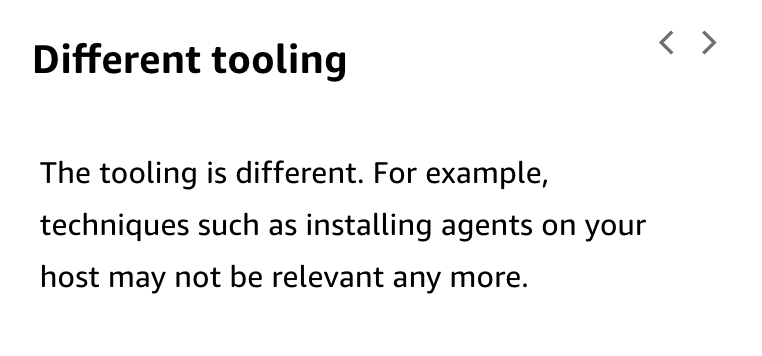 Different tooling
The tooling is different. For example,
techniques such as installing agents on your
host may not be relevant any more.